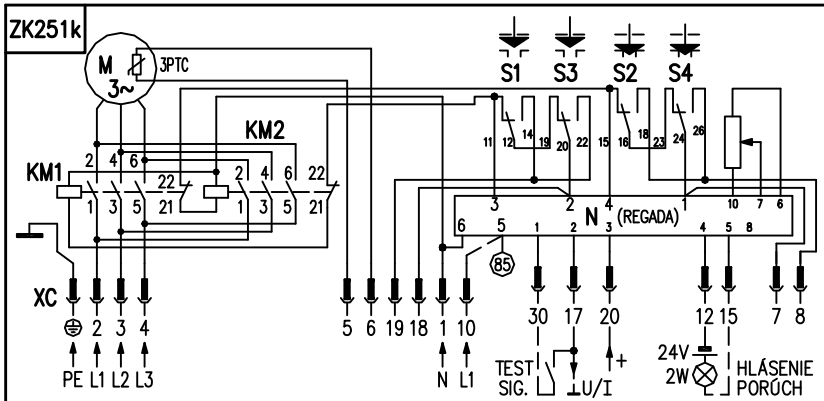 ZK251k
M
3~
3PTC
S1 S3 S2 S4
KM2
KM1
2 4 6 22
1 3 5 21
2 4 6 22
1 3 5 21
11 12 14 19 20 22 15 16 18 23 24 26
3 2 4 1 10 7 6
N (REGADA)
6 5 1 2 3 4 5 8
85
XC
2 3 4 5 6 19 18 1 10 30 17 20 12 15 7 8
PE L1 L2 L3 N L1
TEST
SIG.
U/I
+
24V
2W
HLÁSENIE
PORÚCH